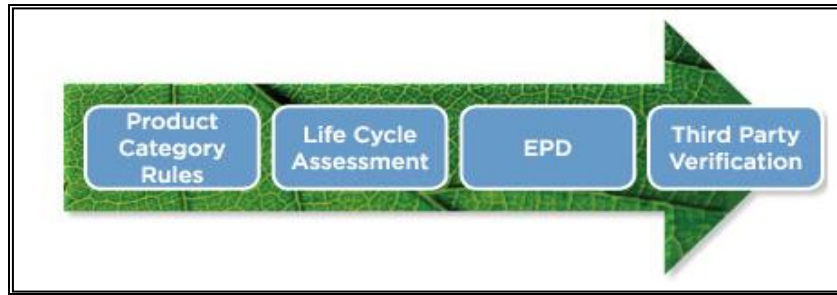 Product
Category
Rules
Life Cycle
Assessment
EPD
Third Party
Verification